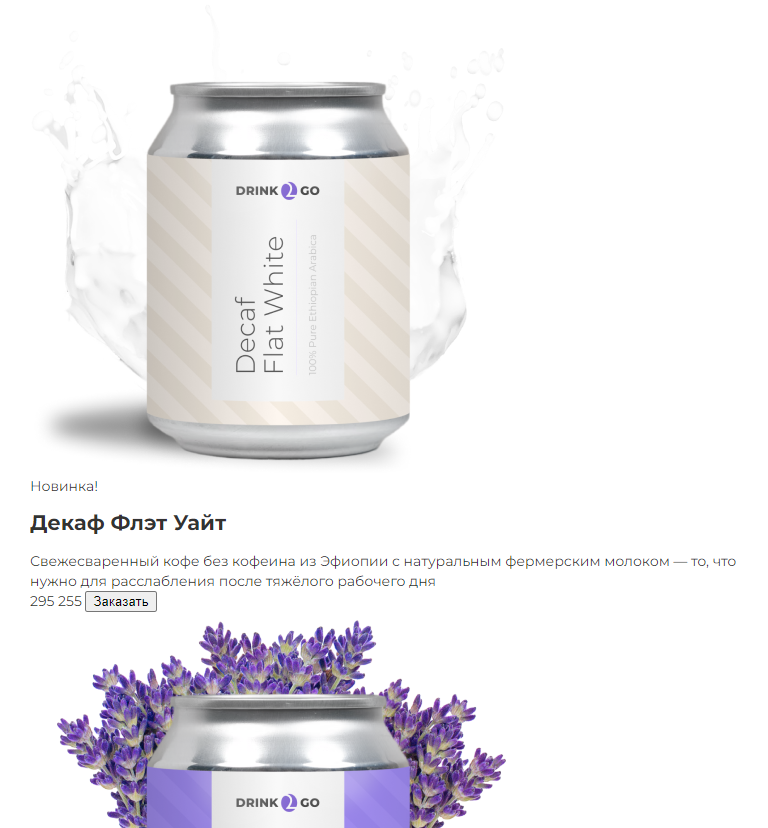 DRINK 2 GO
Decaf
Flat White
100% Pure Ethiopian Arabica
Новинка!
Декаф Флэт Уайт
Свежесваренный кофе без кофеина из Эфиопии с натуральным фермерским молоком — то, что
нужно для расслабления после тяжёлого рабочего дня
295 255 Заказать
DRINK 2 GO